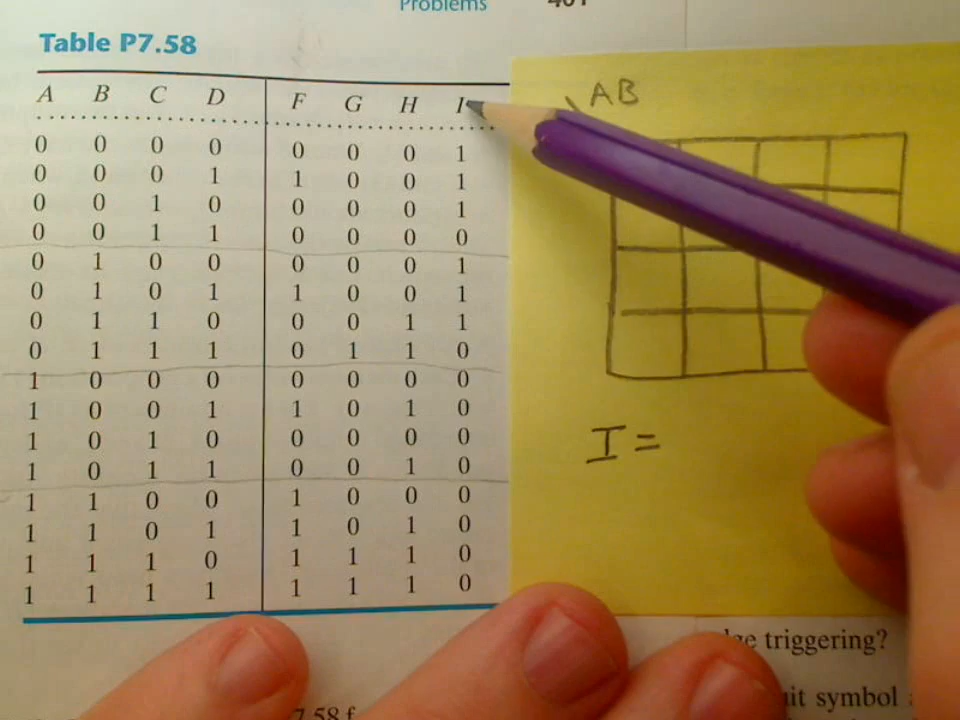 Problems
Table P7.58
A B C D F G H I
0 0 0 0 0 0 0 1
0 0 0 1 1 0 0 1
0 0 1 0 0 0 0 1
0 0 1 1 0 0 0 0
0 1 0 0 0 0 0 1
0 1 0 1 1 0 0 1
0 1 1 0 0 0 1 1
0 1 1 1 0 1 1 0
1 0 0 0 0 0 0 0
1 0 0 1 1 0 1 0
1 0 1 0 0 0 0 0
1 0 1 1 0 0 1 0
1 1 0 0 1 0 0 0
1 1 0 1 1 0 1 0
1 1 1 0 1 1 1 0
1 1 1 1 1 1 1 0
AB
I =
triggering?
symbol
7.58